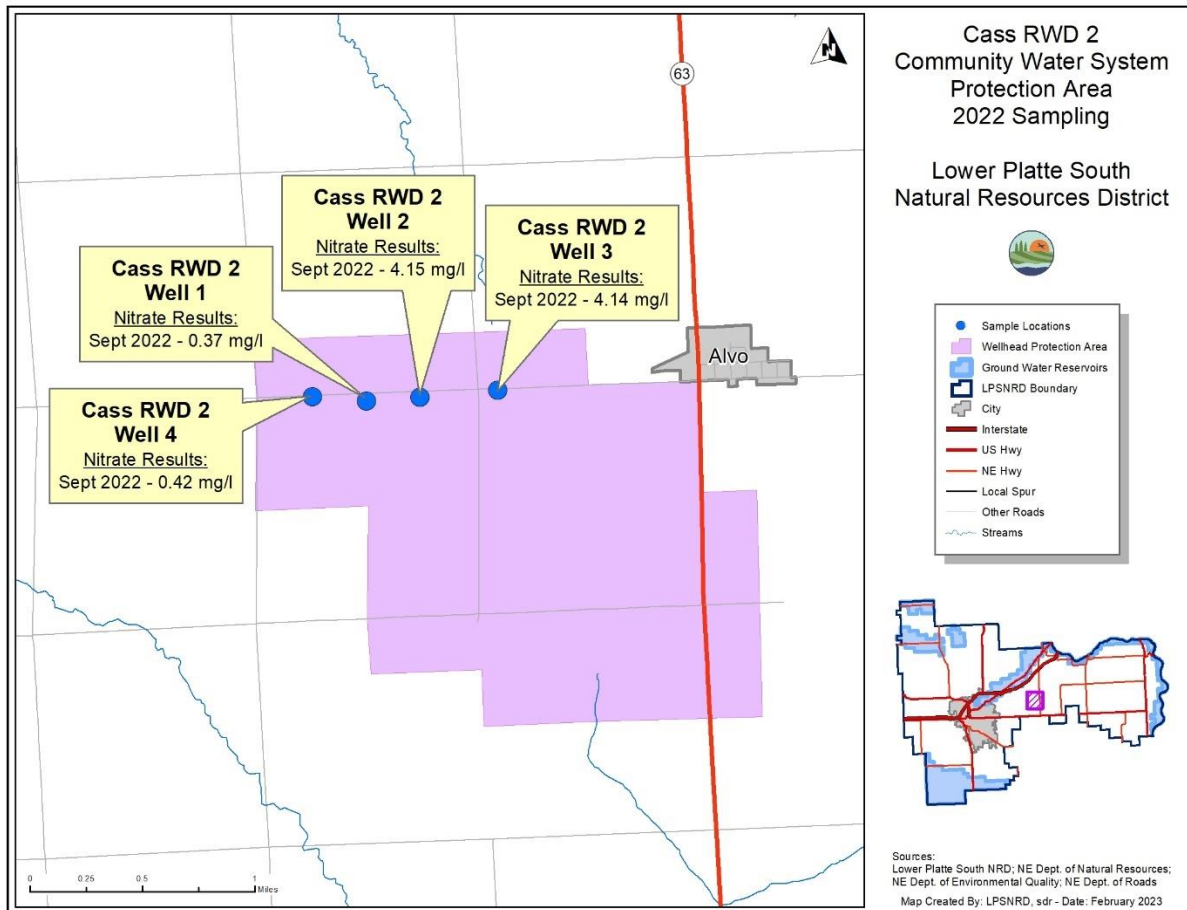 Cass RWD 2
Community Water System
Protection Area
2022 Sampling
Lower Platte South
Natural Resources District
N
63
Cass RWD 2
Well 2
Nitrate Results:
Sept 2022 - 4.15 mg/l
Cass RWD 2
Well 3
Nitrate Results:
Sept 2022 - 4.14 mg/l
Cass RWD 2
Well 1
Nitrate Results:
Sept 2022 - 0.37 mg/l
Cass RWD 2
Well 4
Nitrate Results:
Sept 2022 - 0.42 mg/l
Alvo
Sample Locations
Wellhead Protection Area
Ground Water Reservoirs
LPSNRD Boundary
City
Interstate
US Hwy
NE Hwy
Local Spur
Other Roads
Streams
0 0.25 0.5 1
Miles
Sources:
Lower Platte South NRD; NE Dept. of Natural Resources;
NE Dept. of Environmental Quality; NE Dept. of Roads
Map Created By: LPSNRD, sdr - Date: February 2023